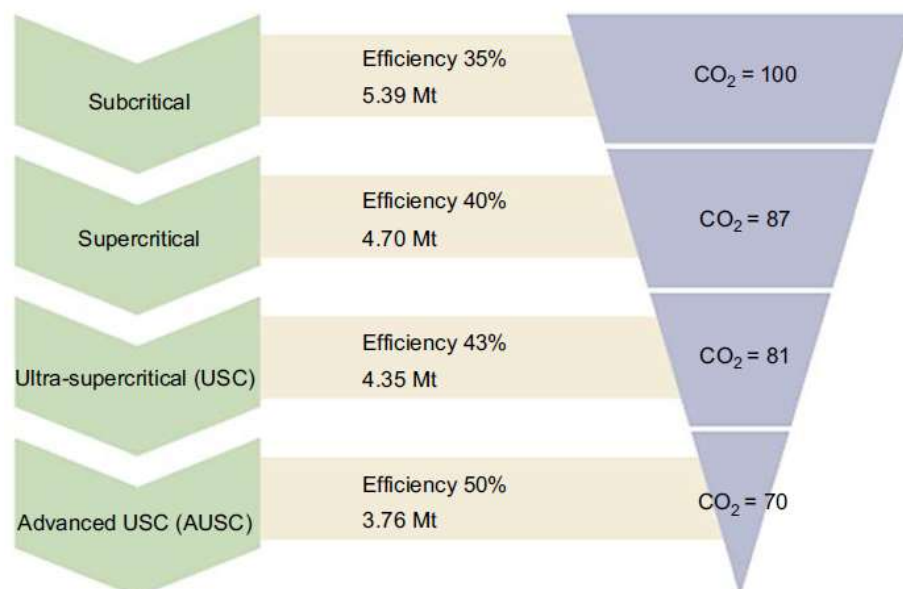 Subcritical
Efficiency 35%
5.39 Mt
CO₂ = 100
Supercritical
Efficiency 40%
4.70 Mt
CO₂ = 87
Ultra-supercritical (USC)
Efficiency 43%
4.35 Mt
CO₂ = 81
Advanced USC (AUSC)
Efficiency 50%
3.76 Mt
CO₂ = 70